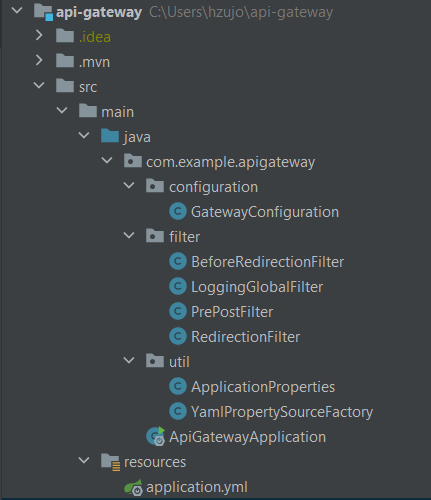 api-gateway C:\Users\hzujo\api-gateway
.idea
.mvn
src
main
java
com.example.apigateway
configuration
GatewayConfiguration
filter
BeforeRedirectionFilter
LoggingGlobalFilter
PrePostFilter
RedirectionFilter
util
ApplicationProperties
YamlPropertySourceFactory
ApiGatewayApplication
resources
application.yml